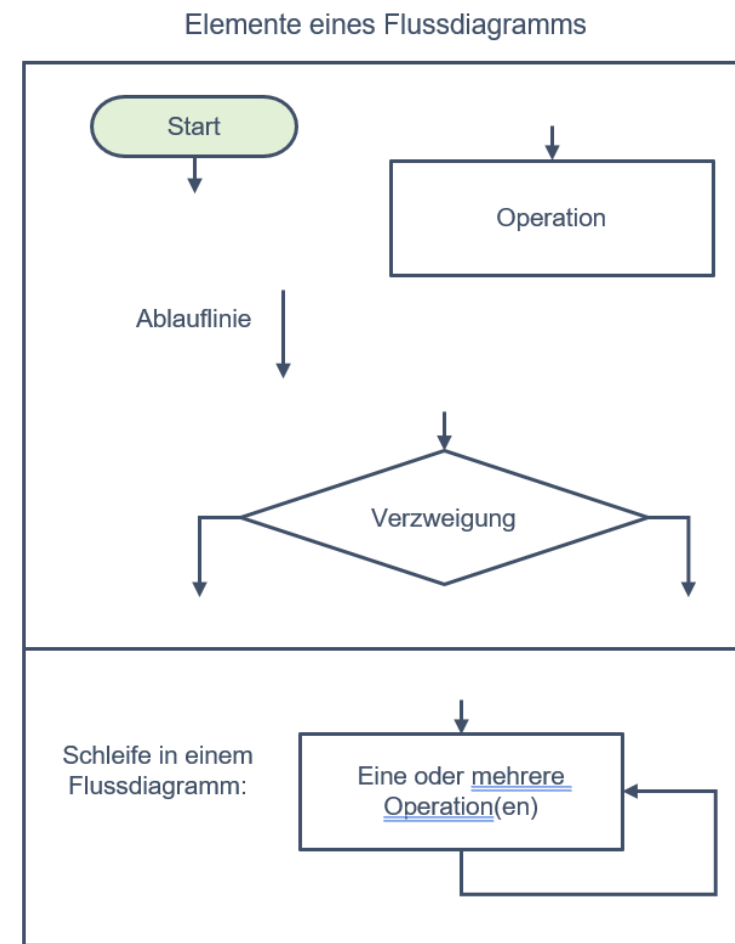 Elemente eines Flussdiagramms
Start
Operation
Ablauflinie
Verzweigung
Schleife in einem
Flussdiagramm:
Eine oder mehrere
Operation(en)